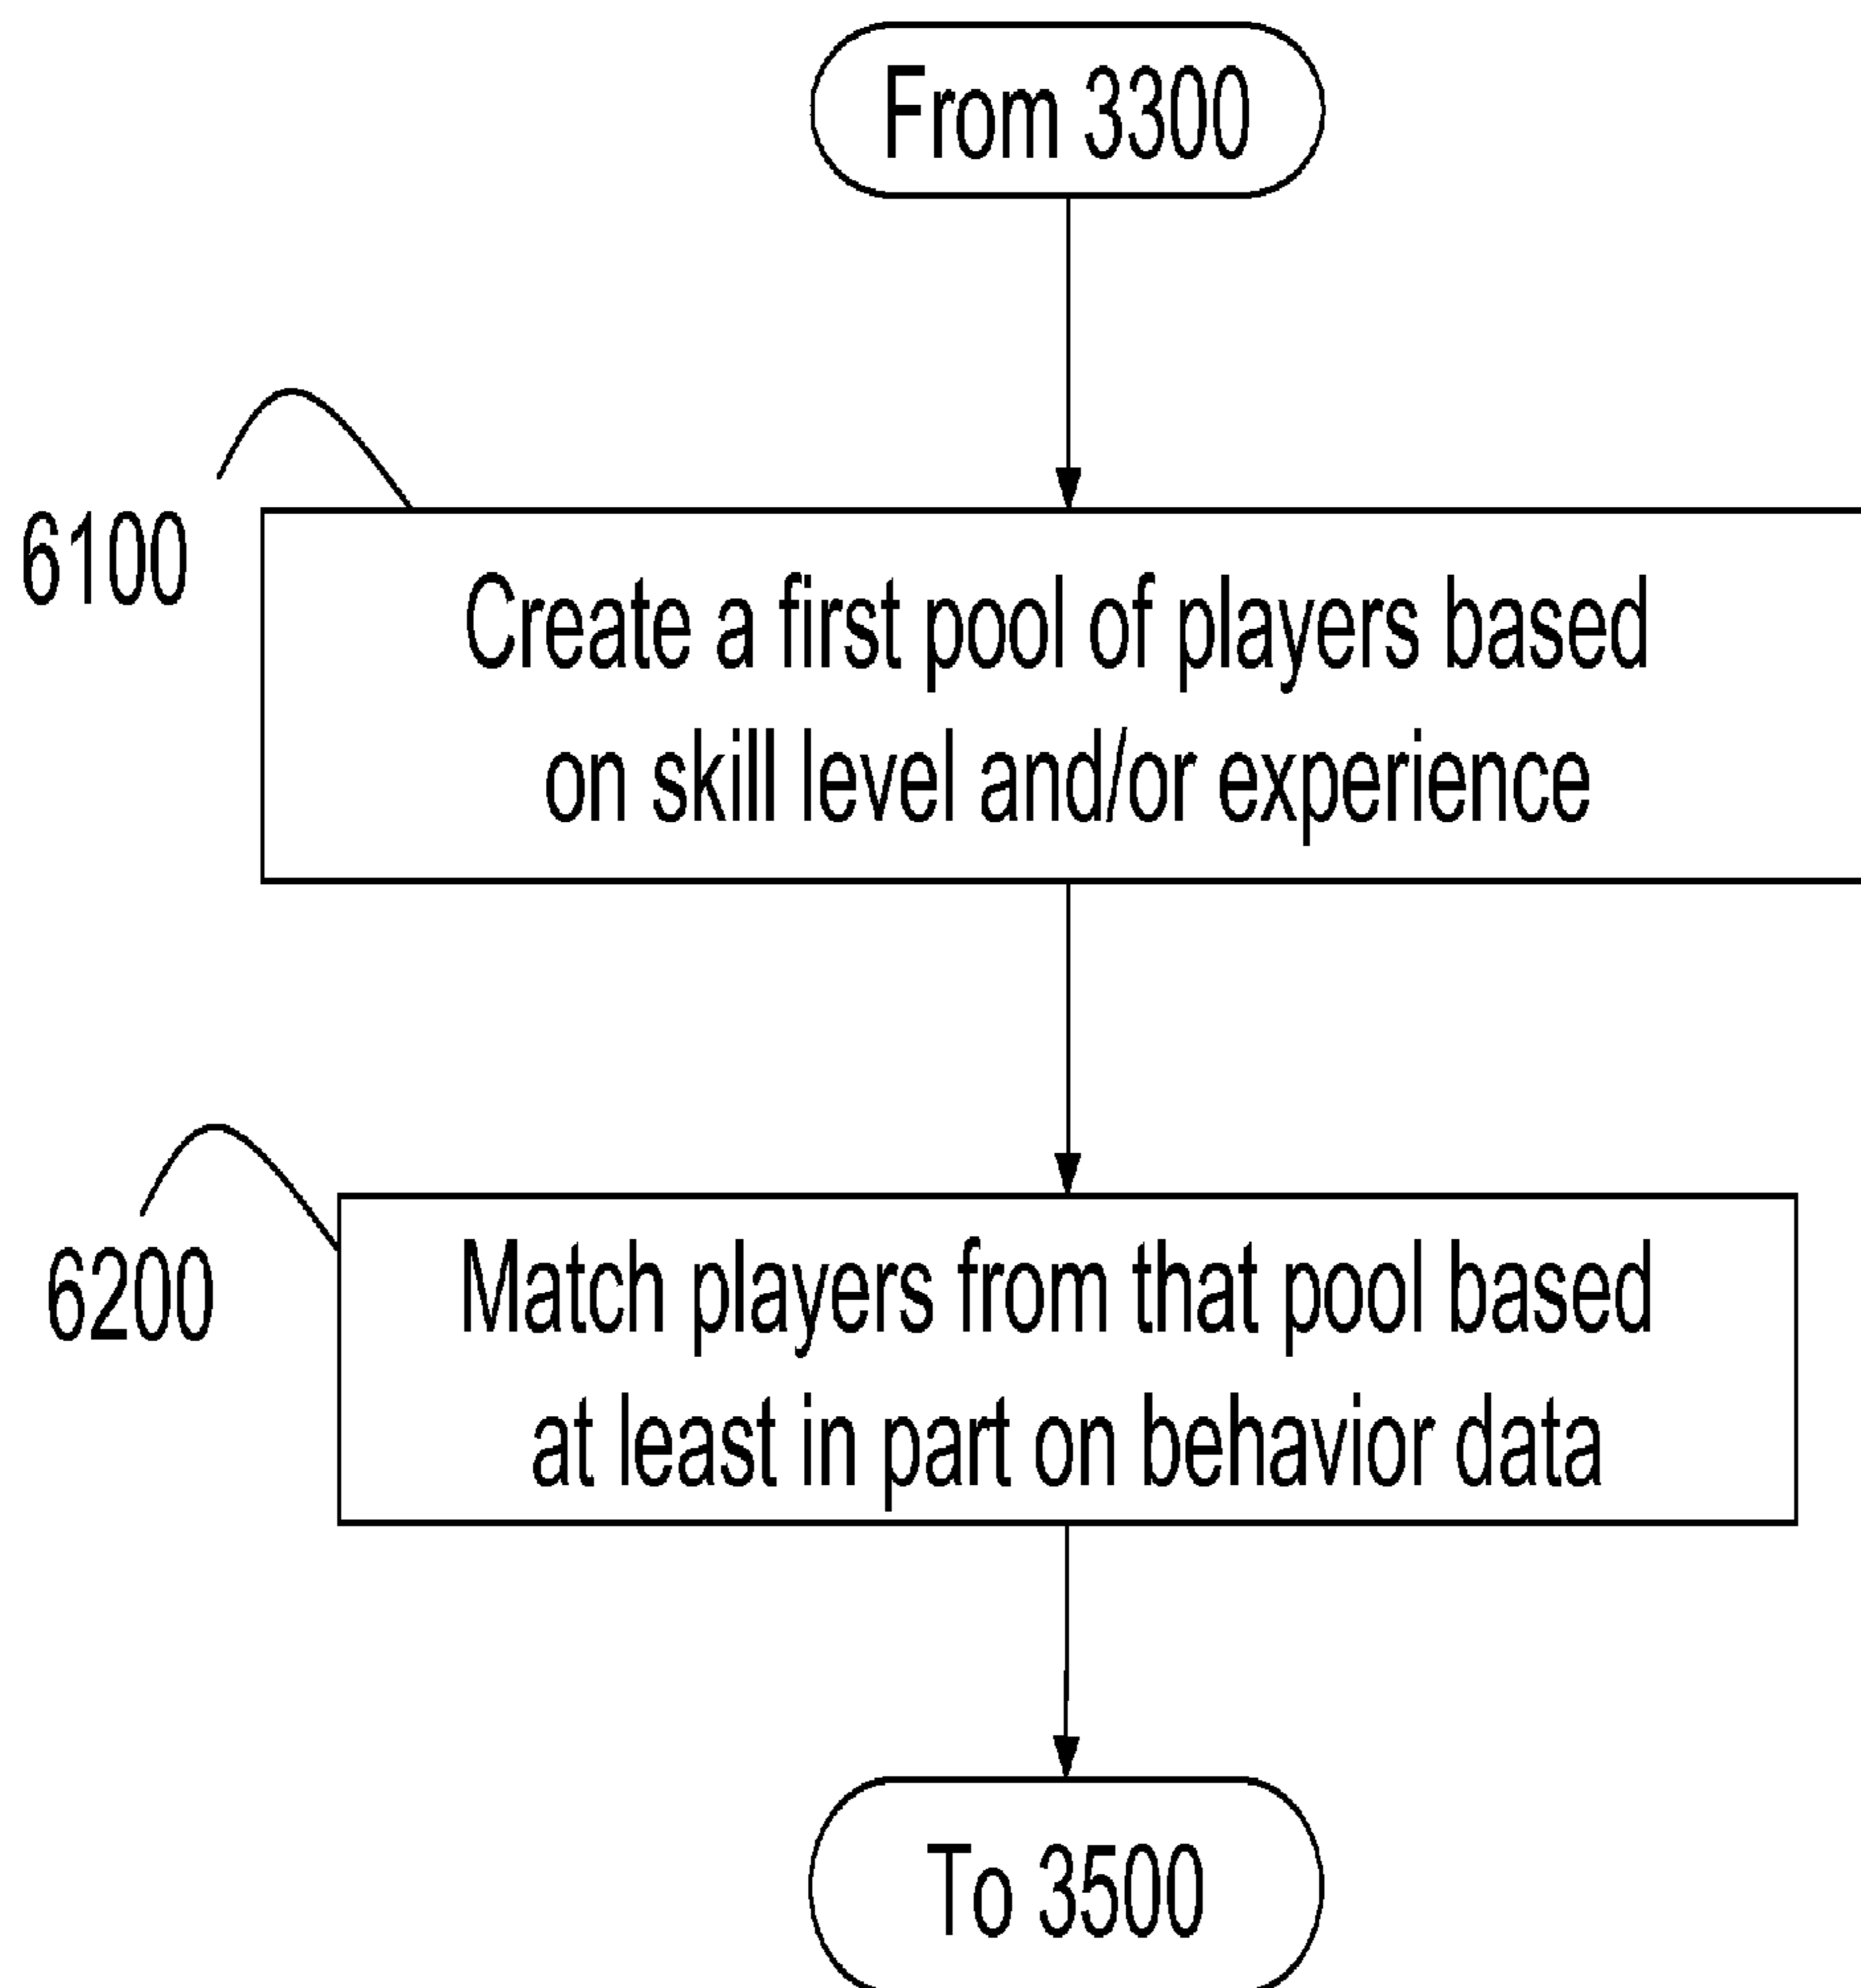 From 3300
6100
Create a first pool of players based
on skill level and/or experience
6200
Match players from that pool based
at least in part on behavior data
To 3500